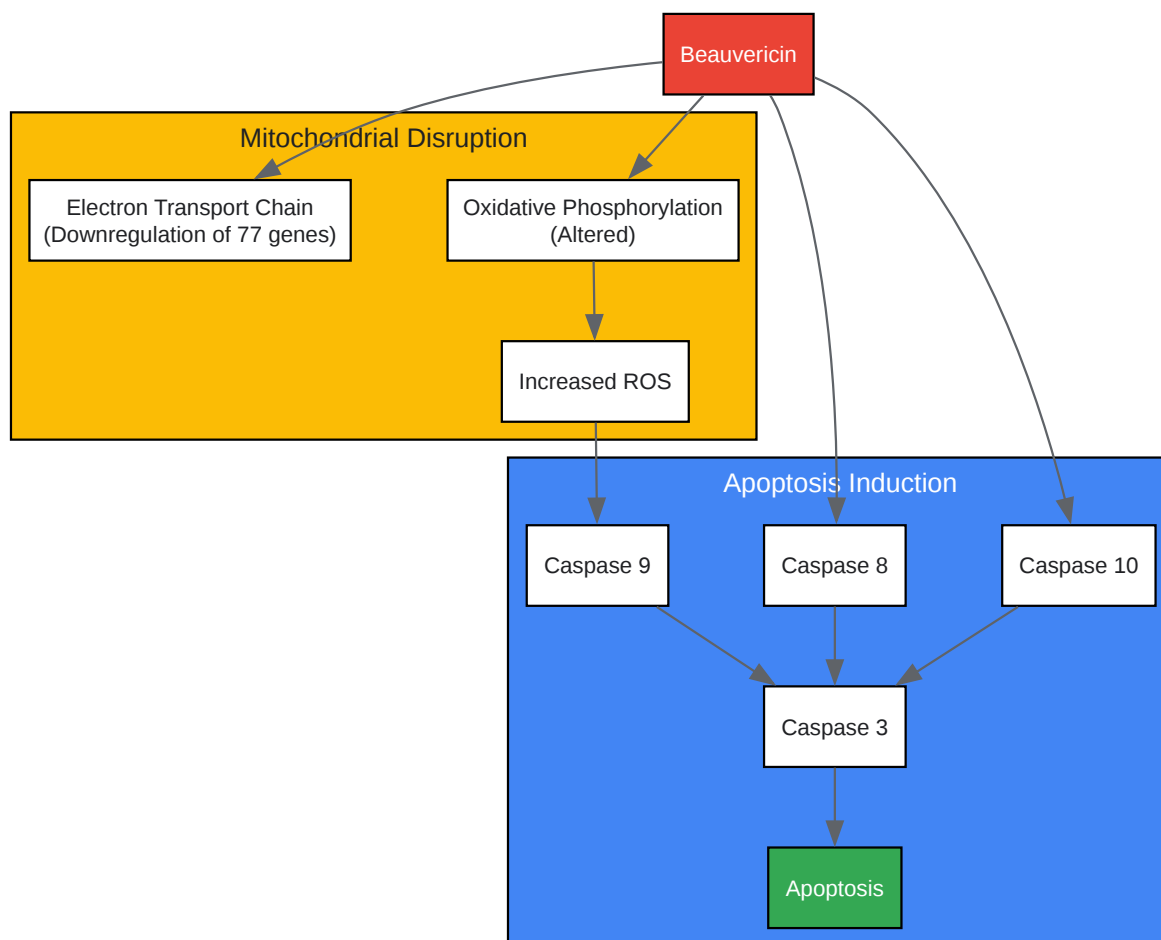 Beauvericin
Mitochondrial Disruption
Electron Transport Chain
(Downregulation of 77 genes)
Oxidative Phosphorylation
(Altered)
Increased ROS
Apoptosis Induction
Caspase 9
Caspase 8
Caspase 10
Caspase 3
Apoptosis